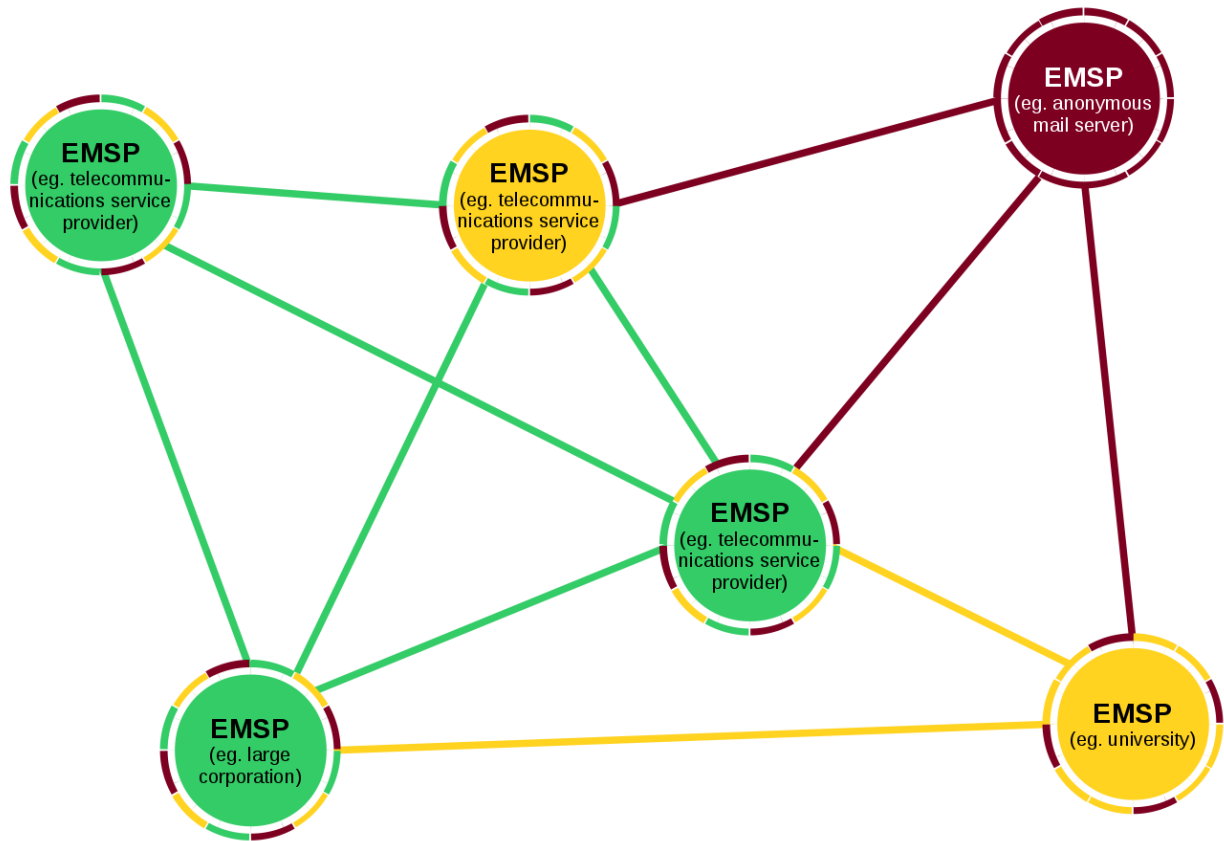 EMSP
(eg. anonymous
mail server)
EMSP
(eg. telecommu-
nications service
provider)
EMSP
(eg. telecommu-
nications service
provider)
EMSP
(eg. telecommu-
nications service
provider)
EMSP
(eg. university)
EMSP
(eg. large
corporation)